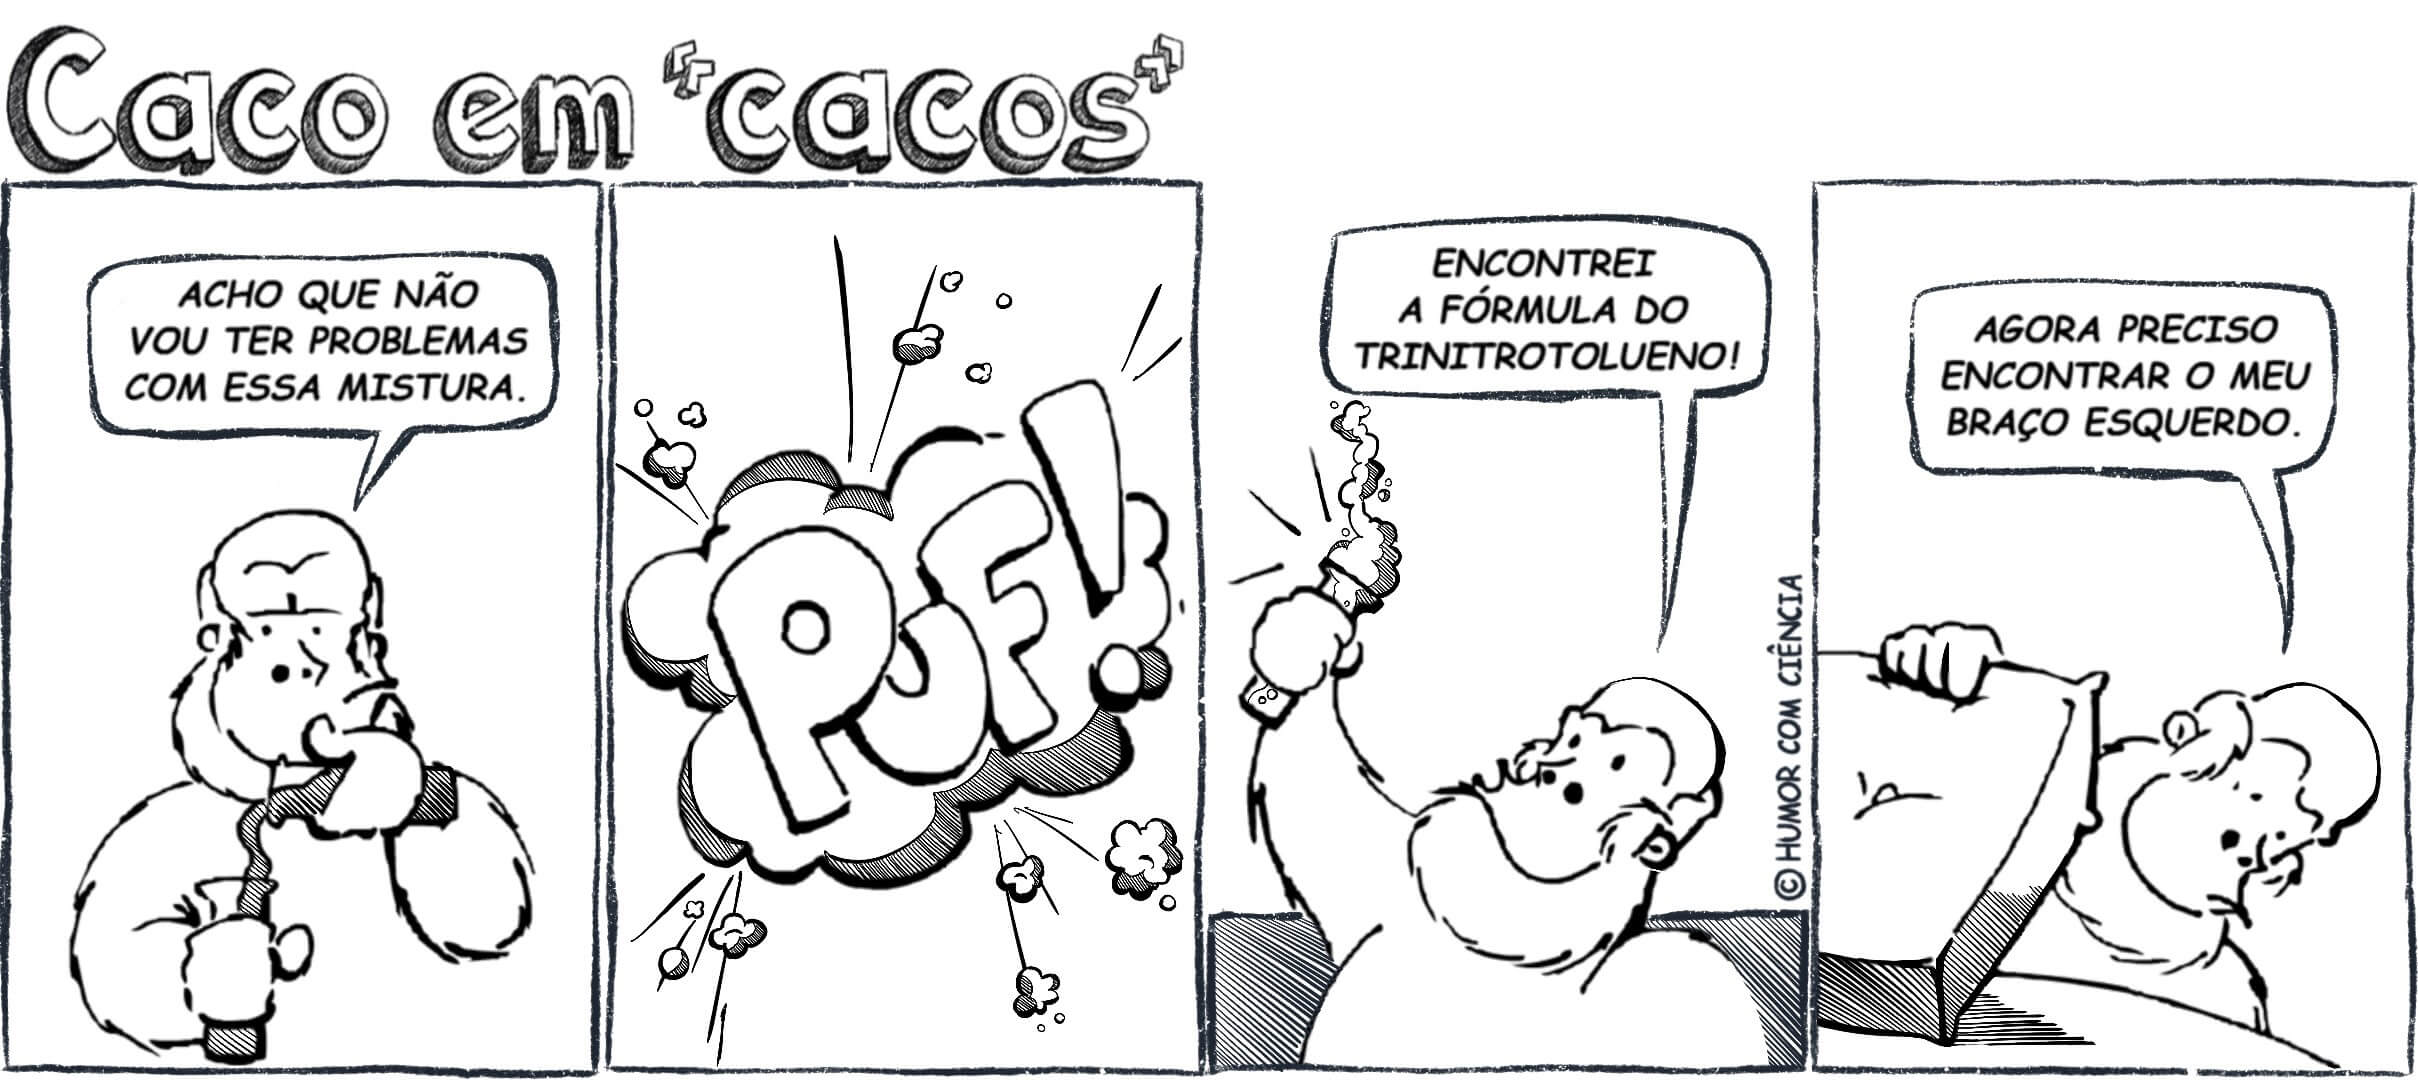 Caco em "cacos"
ACHO QUE NÃO
VOU TER PROBLEMAS
COM ESSA MISTURA.
PUF!
ENCONTREI
A FÓRMULA DO
TRINITROTOLUENO!
© HUMOR COM CIÊNCIA
AGORA PRECISO
ENCONTRAR O MEU
BRAÇO ESQUERDO.